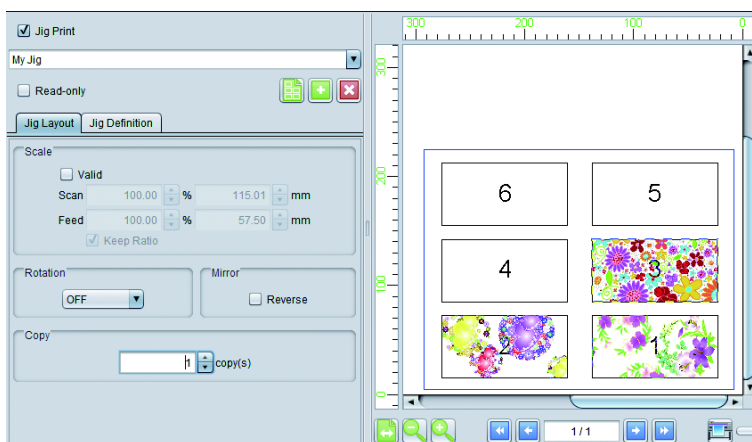 Jig Print
My Jig
Read-only
Jig Layout Jig Definition
Scale
Valid
Scan 100.00 % 115.01 mm
Feed 100.00 % 57.50 mm
Keep Ratio
Rotation Mirror
OFF Reverse
Copy
1 copy(s)
300 200 100 0
300
200
100
0
6 5
4 3
2 1
1 / 1